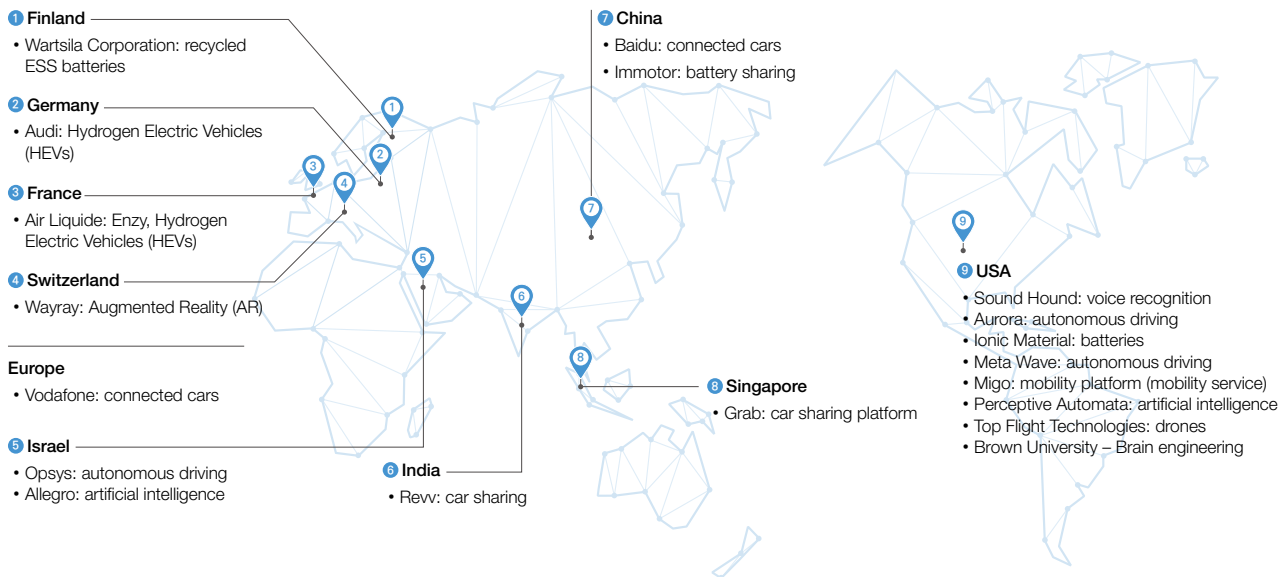 1 Finland
• Wartsila Corporation: recycled
ESS batteries
2 Germany
• Audi: Hydrogen Electric Vehicles
(HEVs)
3 France
• Air Liquide: Enzy, Hydrogen
Electric Vehicles (HEVs)
4 Switzerland
• Wayray: Augmented Reality (AR)
Europe
• Vodafone: connected cars
5 Israel
• Opsys: autonomous driving
• Allegro: artificial intelligence
6 India
• Revv: car sharing
7 China
• Baidu: connected cars
• Immotor: battery sharing
8 Singapore
• Grab: car sharing platform
9 USA
• Sound Hound: voice recognition
• Aurora: autonomous driving
• Ionic Material: batteries
• Meta Wave: autonomous driving
• Migo: mobility platform (mobility service)
• Perceptive Automata: artificial intelligence
• Top Flight Technologies: drones
• Brown University – Brain engineering
1
2
3
4
5
6
7
8
9